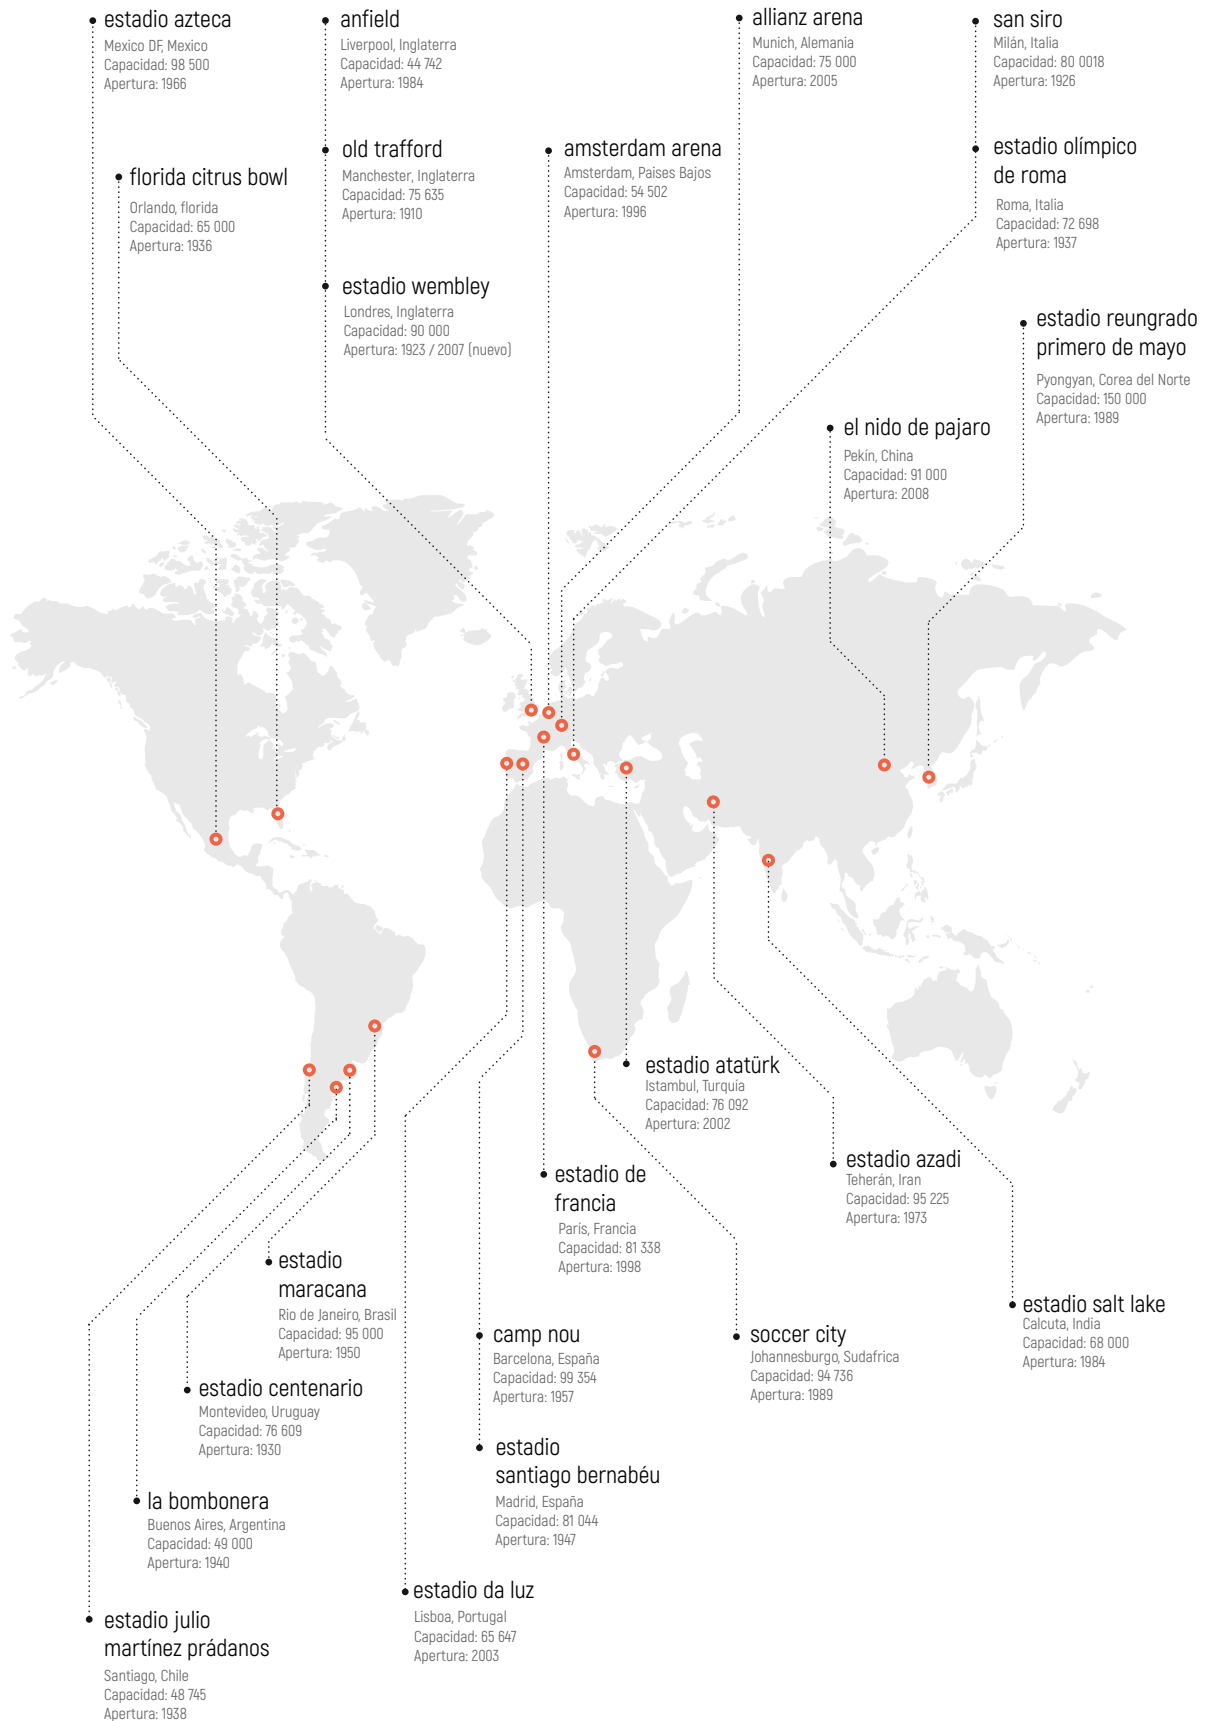 estadio azteca
Mexico DF, Mexico
Capacidad: 98 500
Apertura: 1966
anfield
Liverpool, Inglaterra
Capacidad: 44 742
Apertura: 1984
allianz arena
Munich, Alemania
Capacidad: 75 000
Apertura: 2005
san siro
Milán, Italia
Capacidad: 80 0018
Apertura: 1926
florida citrus bowl
Orlando, florida
Capacidad: 65 000
Apertura: 1936
old trafford
Manchester, Inglaterra
Capacidad: 75 635
Apertura: 1910
amsterdam arena
Amsterdam, Paises Bajos
Capacidad: 54 502
Apertura: 1996
estadio olímpico
de roma
Roma, Italia
Capacidad: 72 698
Apertura: 1937
estadio wembley
Londres, Inglaterra
Capacidad: 90 000
Apertura: 1923 / 2007 (nuevo)
estadio reungrado
primero de mayo
Pyongyan, Corea del Norte
Capacidad: 150 000
Apertura: 1989
el nido de pajaro
Pekín, China
Capacidad: 91 000
Apertura: 2008
estadio atatürk
Istambul, Turquía
Capacidad: 76 092
Apertura: 2002
estadio azadi
Teherán, Iran
Capacidad: 95 225
Apertura: 1973
estadio de
francia
París, Francia
Capacidad: 81 338
Apertura: 1998
estadio
maracana
Rio de Janeiro, Brasil
Capacidad: 95 000
Apertura: 1950
estadio salt lake
Calcuta, India
Capacidad: 68 000
Apertura: 1984
camp nou
Barcelona, España
Capacidad: 99 354
Apertura: 1957
soccer city
Johannesburgo, Sudafrica
Capacidad: 94 736
Apertura: 1989
estadio centenario
Montevideo, Uruguay
Capacidad: 76 609
Apertura: 1930
estadio
santiago bernabéu
Madrid, España
Capacidad: 81 044
Apertura: 1947
la bombonera
Buenos Aires, Argentina
Capacidad: 49 000
Apertura: 1940
estadio da luz
Lisboa, Portugal
Capacidad: 65 647
Apertura: 2003
estadio julio
martínez prádanos
Santiago, Chile
Capacidad: 48 745
Apertura: 1938